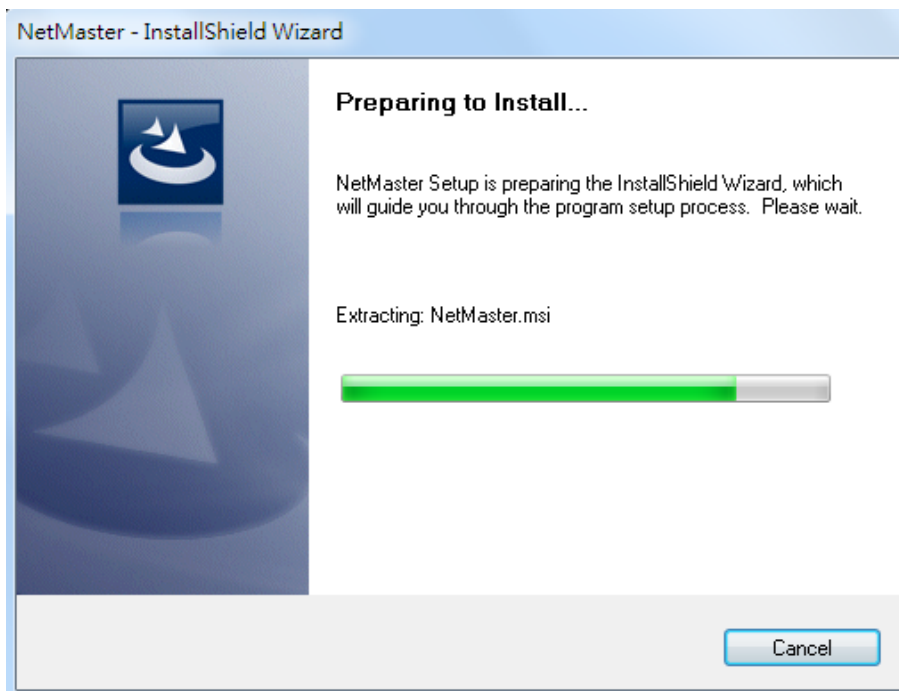 NetMaster - InstallShield Wizard
Preparing to Install...
NetMaster Setup is preparing the InstallShield Wizard, which
will guide you through the program setup process.  Please wait.
Extracting: NetMaster.msi
Cancel